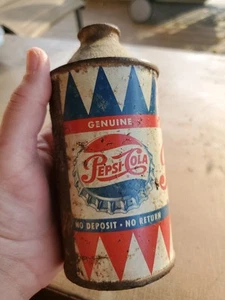 GENUINE
PEPSI-COLA
NO DEPOSIT • NO RETURN